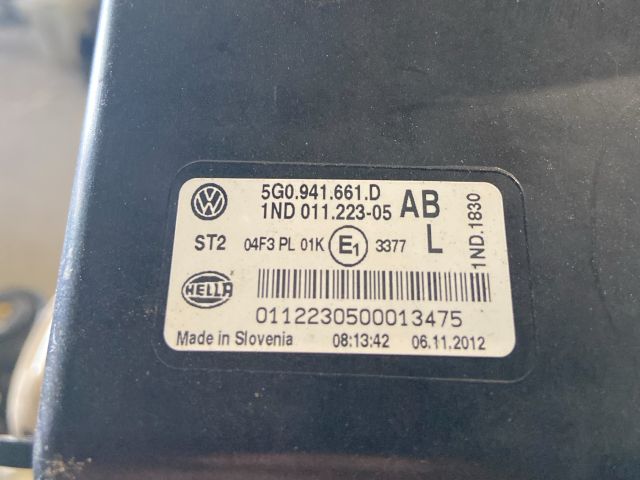 5G0.941.661.D
1ND 011.223-05 AB
ST2 04F3 PL 01K E1 3377 L
1ND.1830
HELLA
0112230500013475
Made in Slovenia 08:13:42 06.11.2012